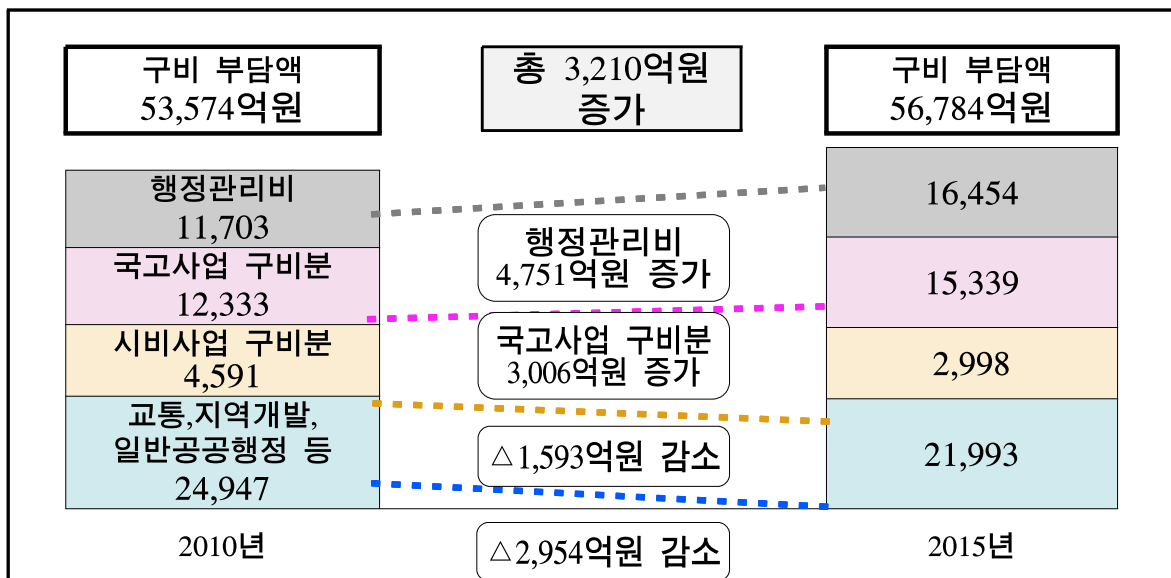 구비 부담액
53,574억원
총 3,210억원
증가
구비 부담액
56,784억원
행정관리비
11,703
국고사업 구비분
12,333
시비사업 구비분
4,591
교통,지역개발,
일반공공행정 등
24,947
행정관리비
4,751억원 증가
국고사업 구비분
3,006억원 증가
△1,593억원 감소
△2,954억원 감소
16,454
15,339
2,998
21,993
2010년
2015년